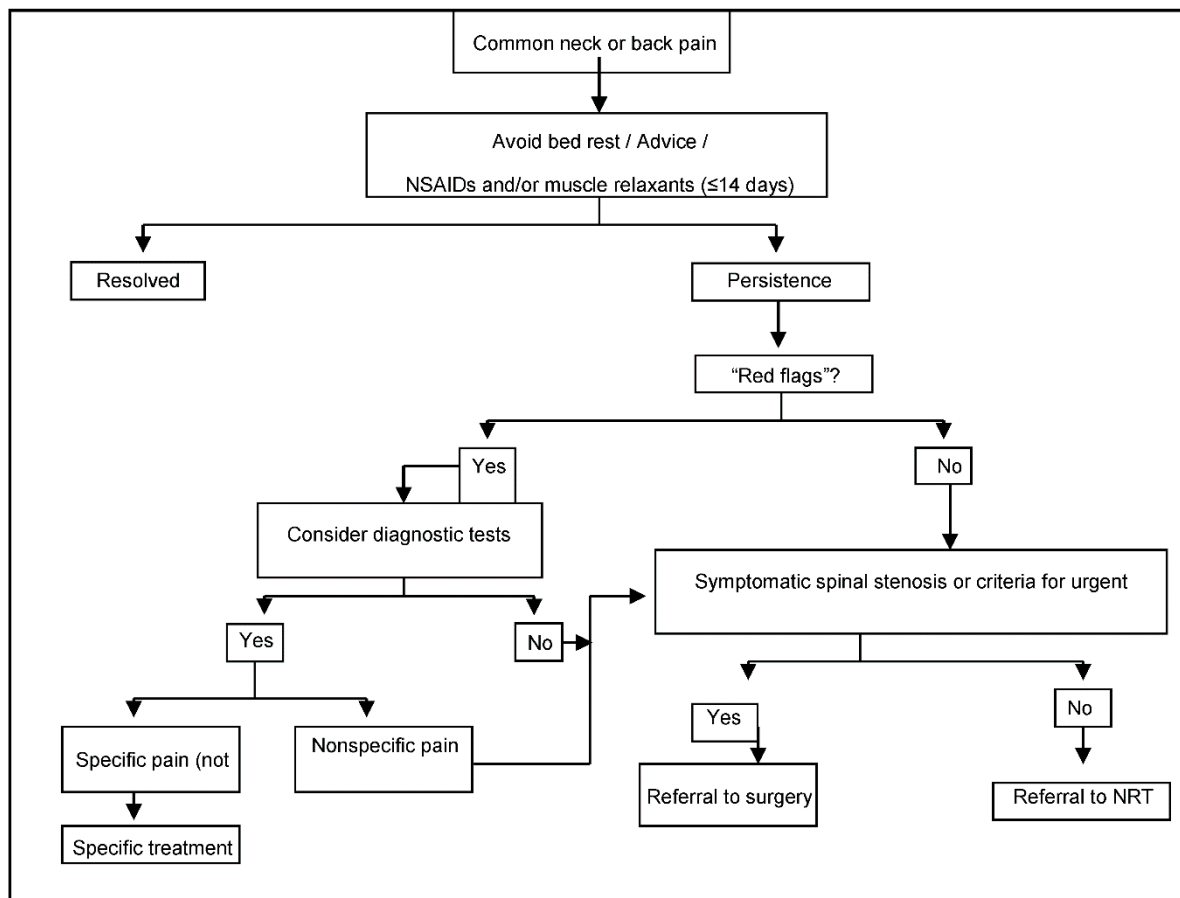 Common neck or back pain
Avoid bed rest / Advice /
NSAIDs and/or muscle relaxants (≤14 days)
Resolved
Persistence
“Red flags”?
Yes
No
Consider diagnostic tests
Symptomatic spinal stenosis or criteria for urgent
Yes
No
Yes
No
Specific pain (not
Nonspecific pain
Referral to surgery
Referral to NRT
Specific treatment